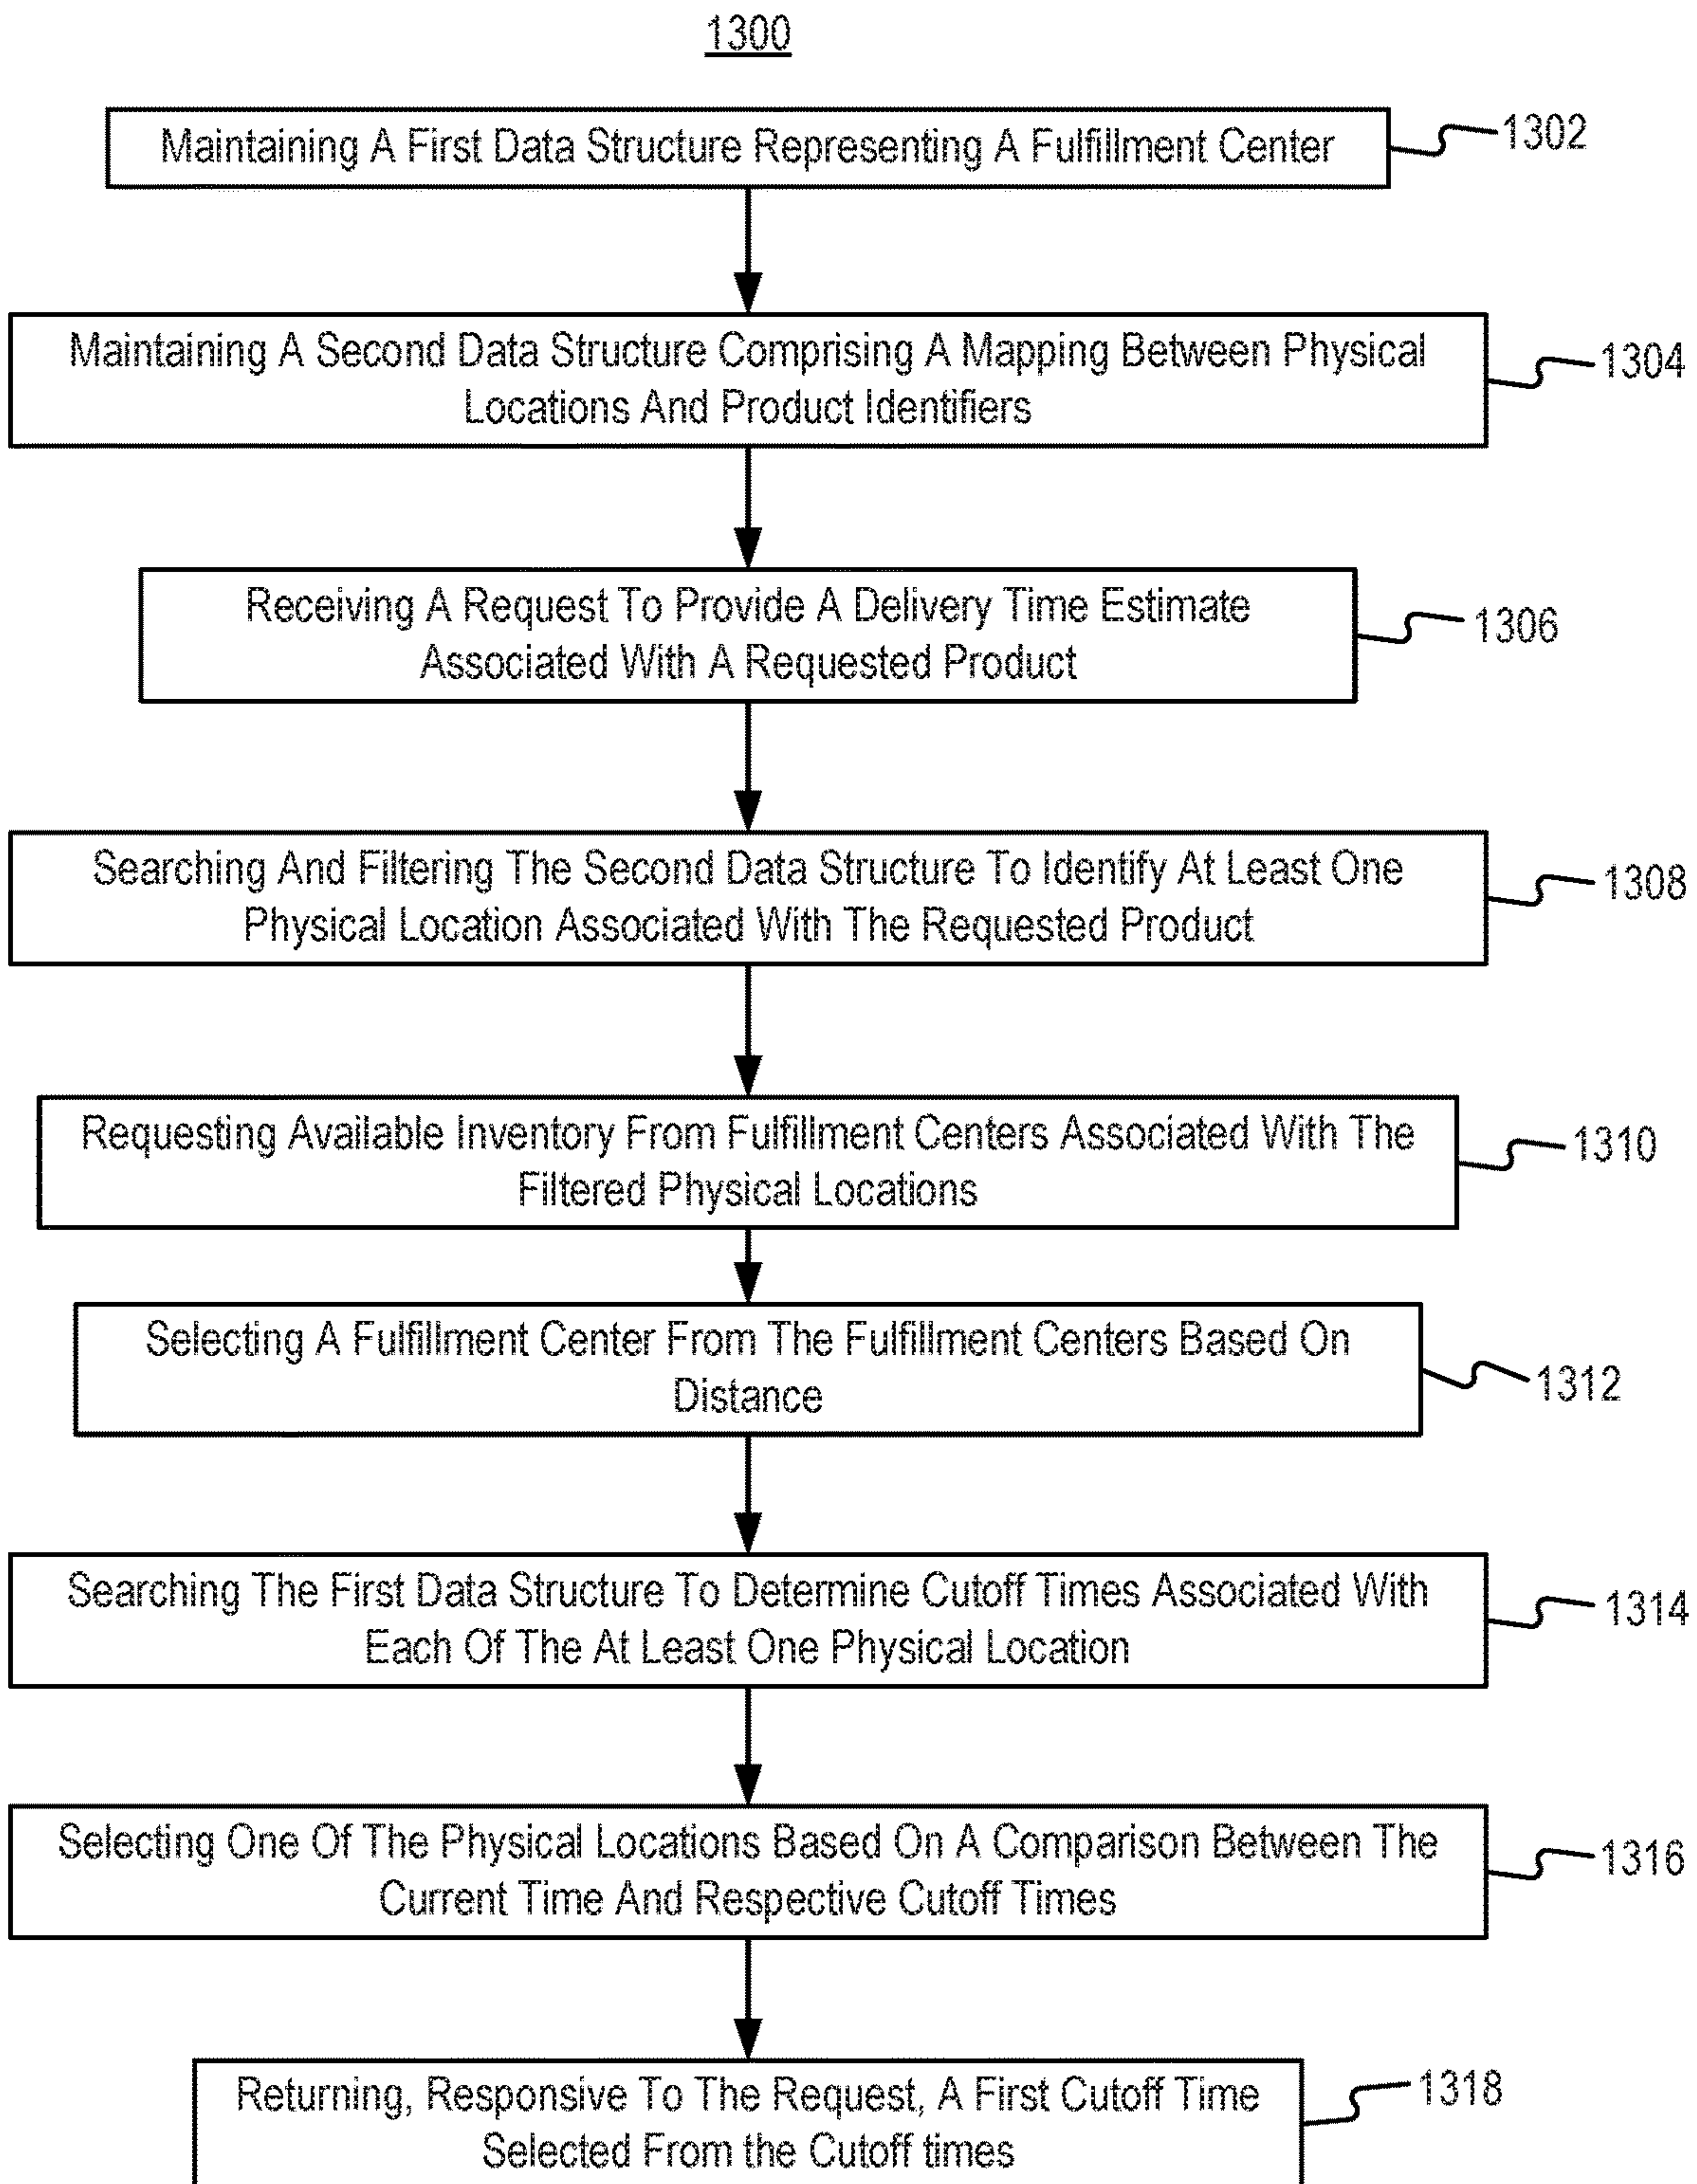 1300
Maintaining A First Data Structure Representing A Fulfillment Center
1302
Maintaining A Second Data Structure Comprising A Mapping Between Physical
Locations And Product Identifiers
1304
Receiving A Request To Provide A Delivery Time Estimate
Associated With A Requested Product
1306
Searching And Filtering The Second Data Structure To Identify At Least One
Physical Location Associated With The Requested Product
1308
Requesting Available Inventory From Fulfillment Centers Associated With The
Filtered Physical Locations
1310
Selecting A Fulfillment Center From The Fulfillment Centers Based On
Distance
1312
Searching The First Data Structure To Determine Cutoff Times Associated With
Each Of The At Least One Physical Location
1314
Selecting One Of The Physical Locations Based On A Comparison Between The
Current Time And Respective Cutoff Times
1316
Returning, Responsive To The Request, A First Cutoff Time
Selected From the Cutoff times
1318